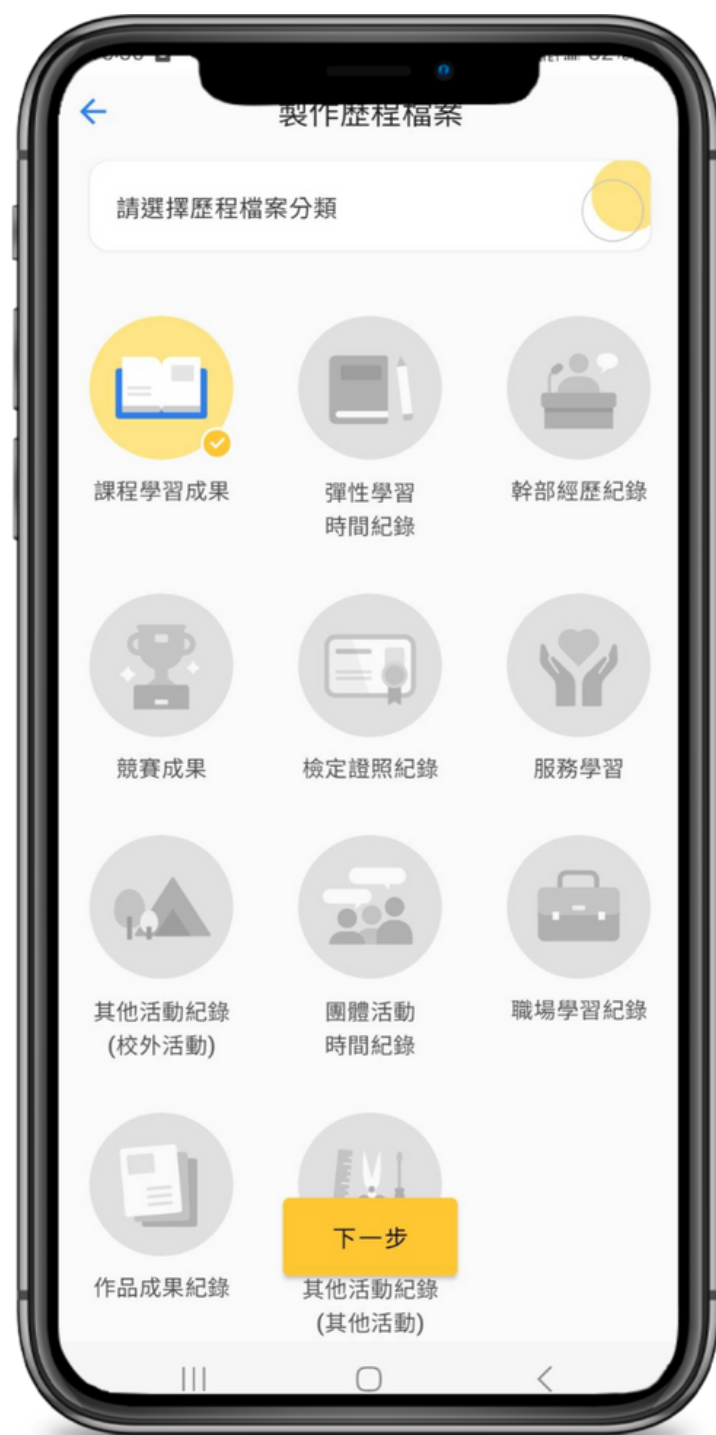 製作歷程檔案
請選擇歷程檔案分類
課程學習成果
彈性學習
時間紀錄
幹部經歷紀錄
競賽成果
檢定證照紀錄
服務學習
其他活動紀錄
(校外活動)
團體活動
時間紀錄
職場學習紀錄
作品成果紀錄
下一步
其他活動紀錄
(其他活動)